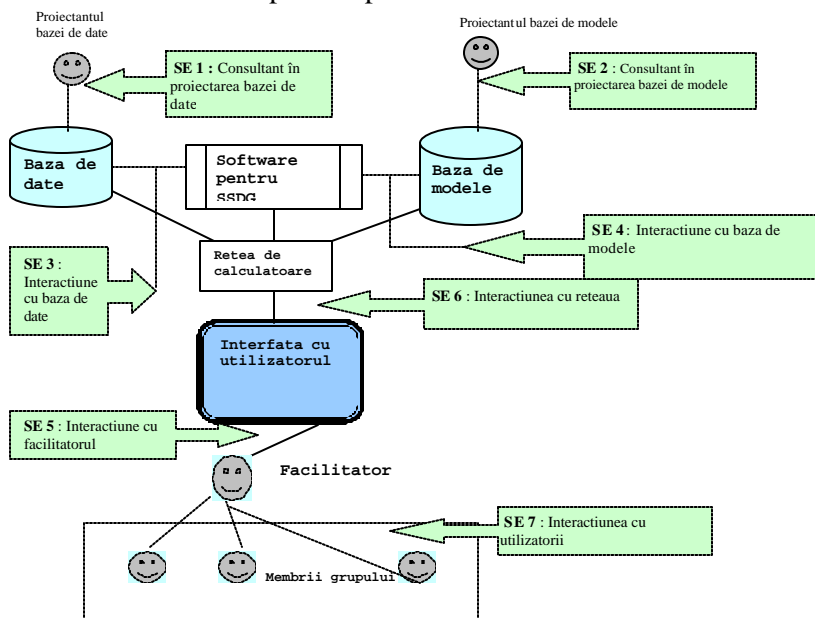 Proiectantul
bazei de date
Proiectantul bazei de modele
SE 1 : Consultant în
proiectarea bazei de
date
SE 2 : Consultant în
proiectarea bazei de modele
Baza de
date
Software
pentru
SSDG
Baza de
modele
SE 3 :
Interactiune
cu baza de
date
Retea de
calculatoare
SE 4 : Interactiune cu baza de
modele
SE 6 : Interactiunea cu reteaua
Interfata cu
utilizatorul
SE 5 : Interactiune cu
facilitatorul
Facilitator
SE 7 : Interactiunea cu
utilizatorii
Membrii grupului